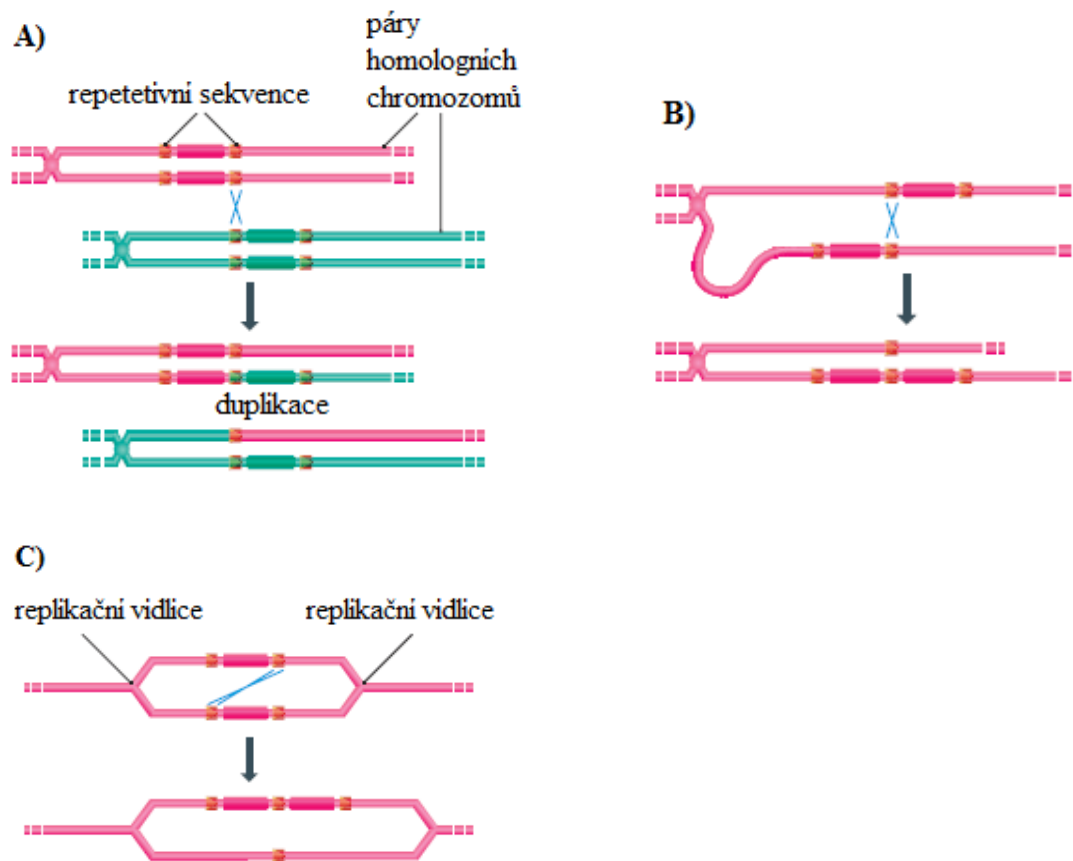 A)
páry
homologních
chromozomů
repetetivní sekvence
B)
duplikace
C)
replikační vidlice
replikační vidlice